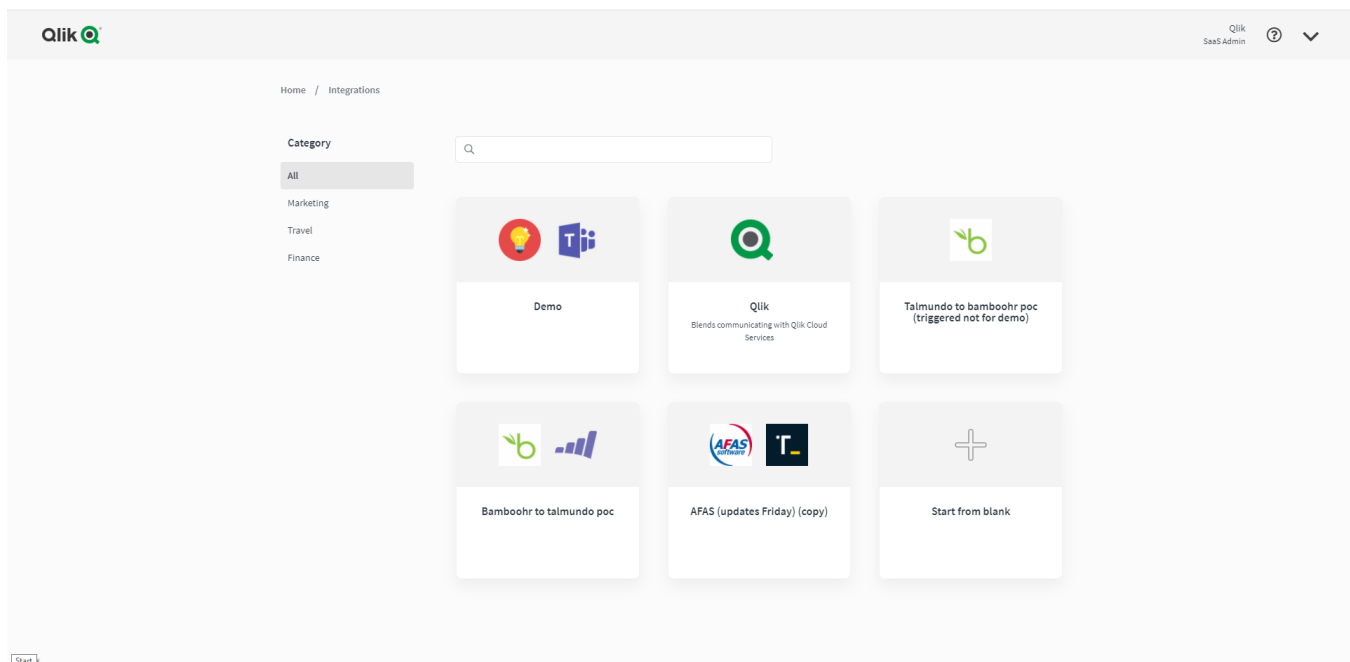 Qlik
Qlik
SaaS Admin
?
Home / Integrations
Category
All
Marketing
Travel
Finance
T
Demo
Qlik
Blends communicating with Qlik Cloud
Services
b
Talmundo to bamboohr poc
(triggered not for demo)
b
Bamboohr to talmundo poc
AFAS
software
T_
AFAS (updates Friday) (copy)
Start from blank
Start